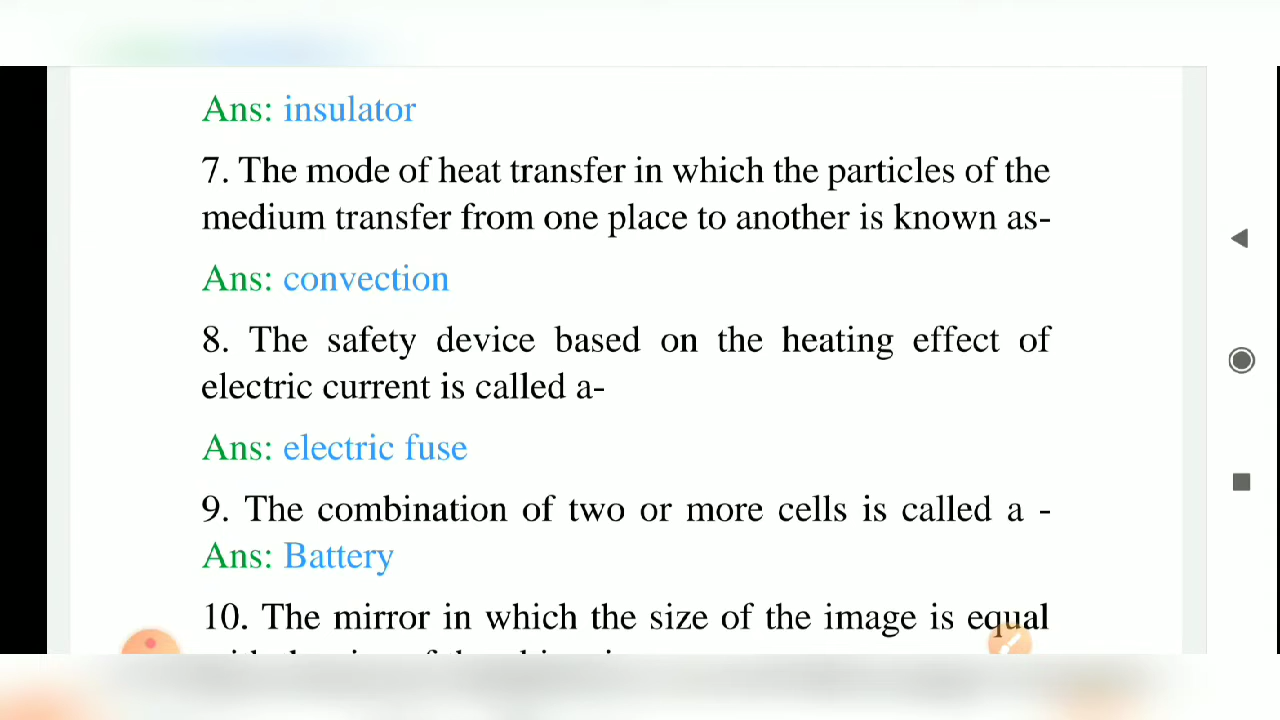 Ans: insulator
7. The mode of heat transfer in which the particles of the
medium transfer from one place to another is known as-
Ans: convection
8. The safety device based on the heating effect of
electric current is called a-
Ans: electric fuse
9. The combination of two or more cells is called a -
Ans: Battery
10. The mirror in which the size of the image is equal